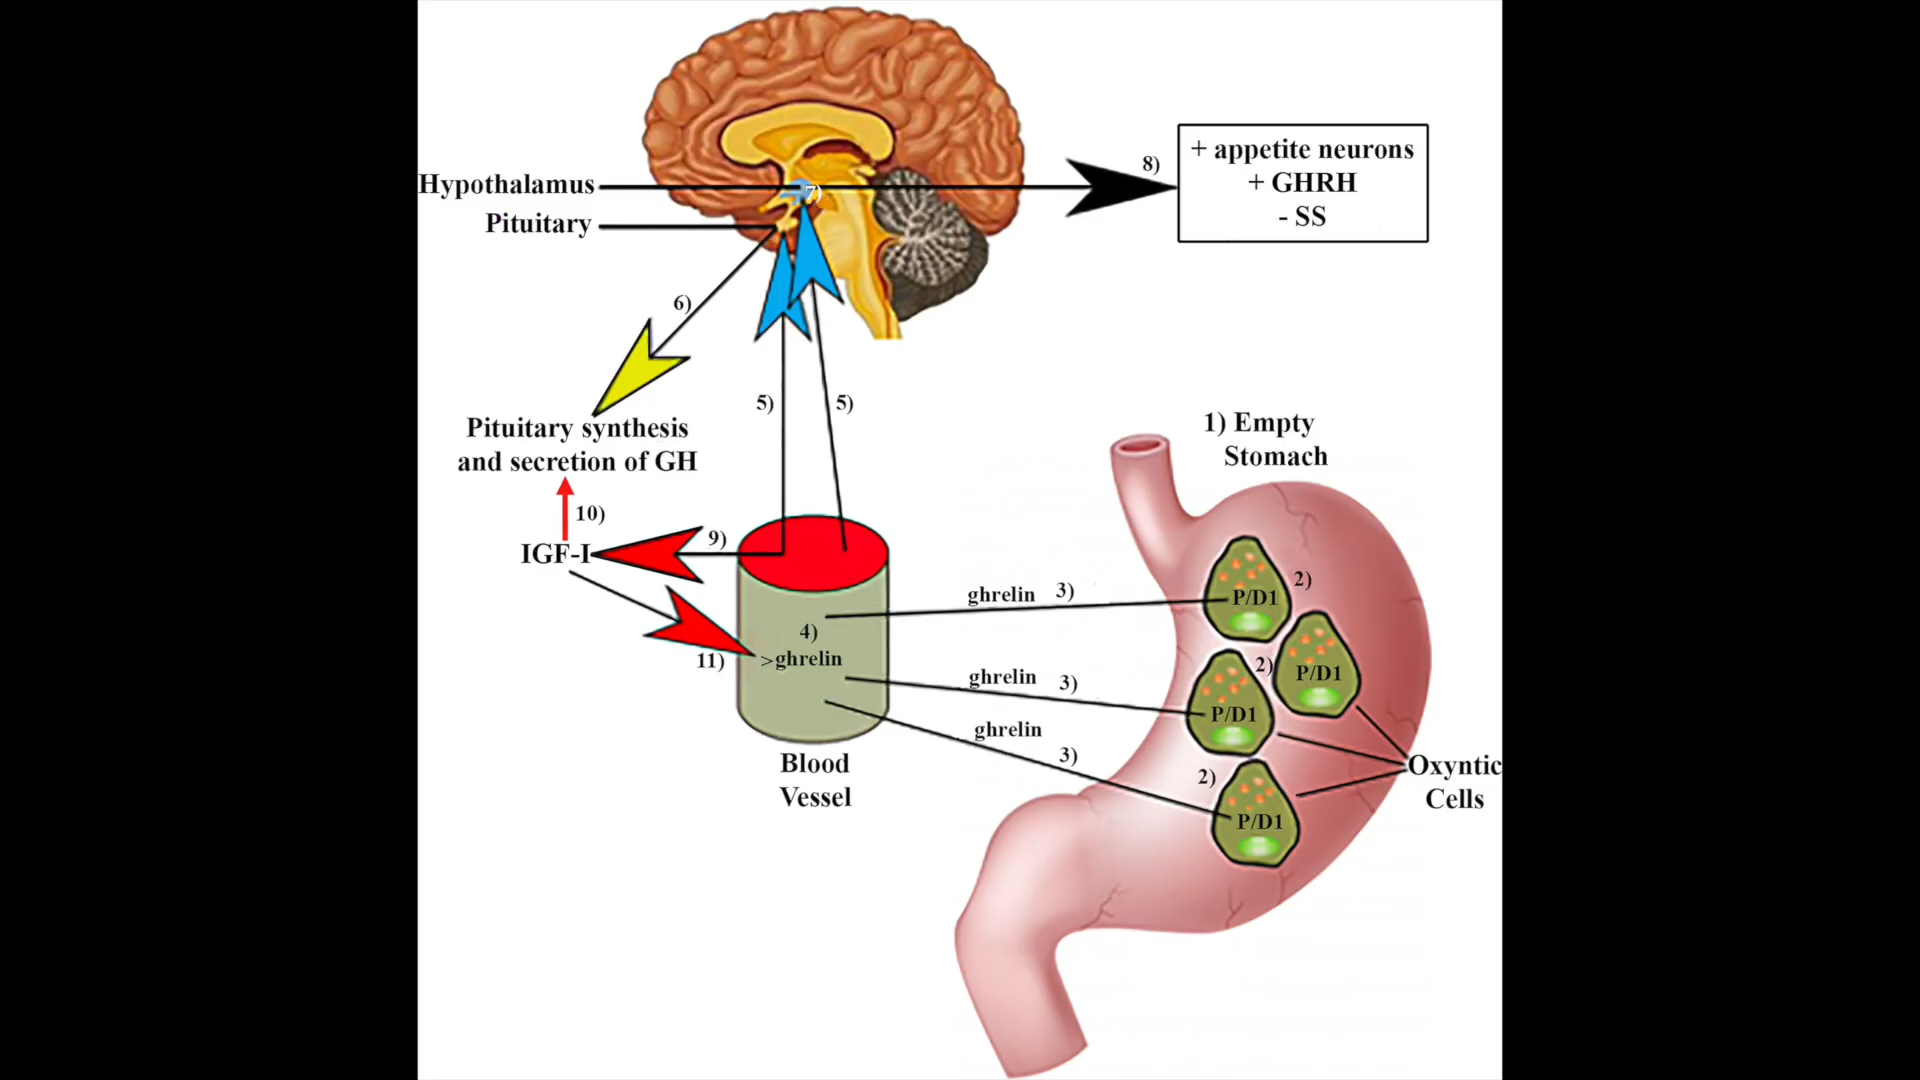 8)
+ appetite neurons
+ GHRH
- SS
Hypothalamus
7)
Pituitary
6)
5)
5)
Pituitary synthesis
and secretion of GH
1) Empty
Stomach
10)
9)
IGF-I
ghrelin 3)
2)
P/D1
4)
>ghrelin
11)
ghrelin 3)
2)
P/D1
P/D1
ghrelin
3)
2)
P/D1
Blood
Vessel
Oxyntic
Cells